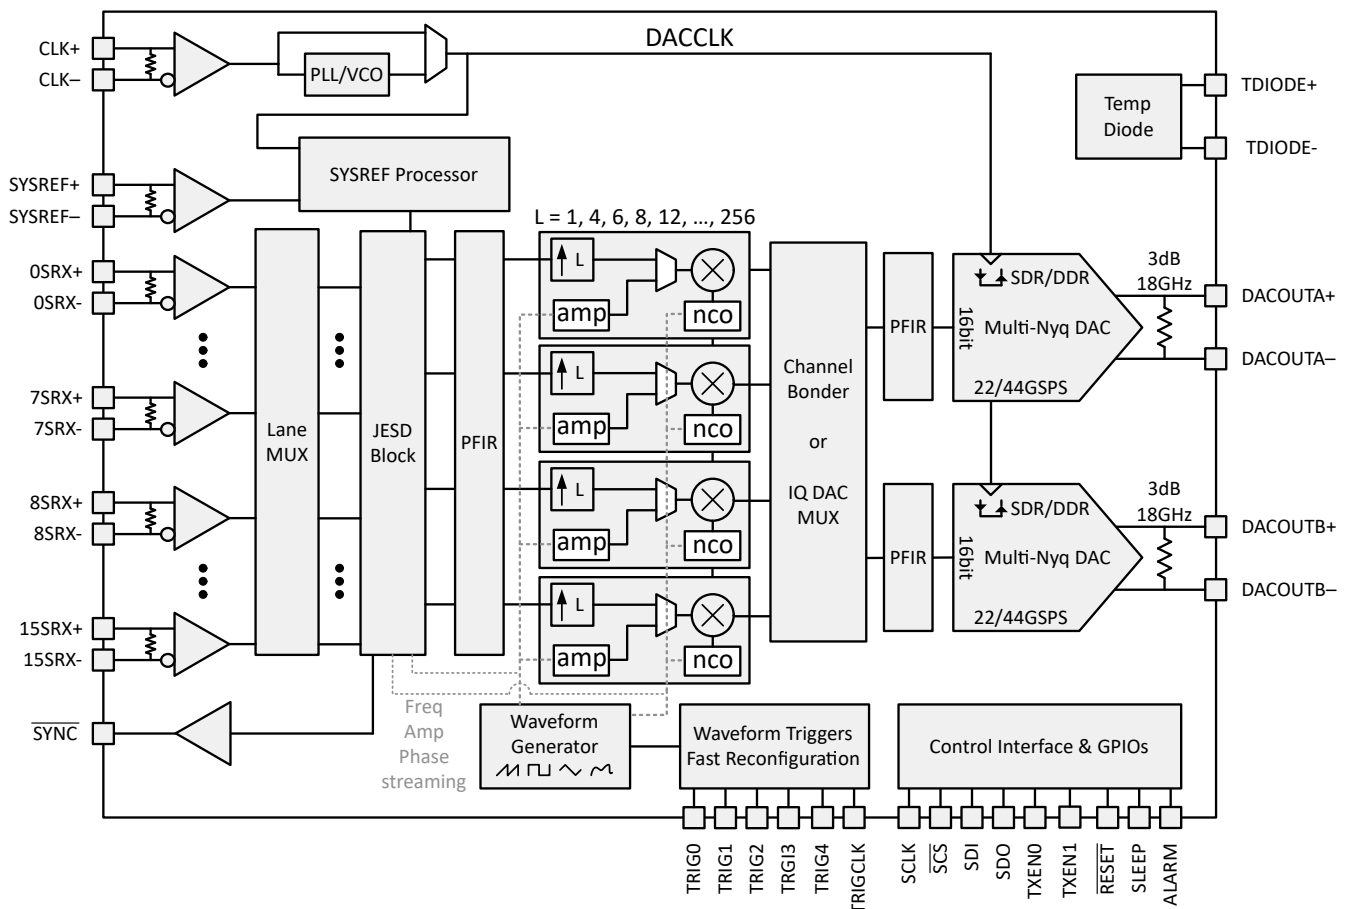 CLK+
CLK–
PLL/VCO
DACCLK
Temp
Diode
TDIODE+
TDIODE-
SYSREF+
SYSREF–
SYSREF Processor
L = 1, 4, 6, 8, 12, ..., 256
0SRX+
0SRX-
7SRX+
7SRX-
8SRX+
8SRX-
15SRX+
15SRX-
SYNC
Lane
MUX
JESD
Block
PFIR
L
amp
nco
L
amp
nco
L
amp
nco
L
amp
nco
Channel
Bonder
or
IQ DAC
MUX
PFIR
SDR/DDR
16bit
Multi-Nyq DAC
22/44GSPS
3dB
18GHz
DACOUTA+
DACOUTA–
PFIR
SDR/DDR
16bit
Multi-Nyq DAC
22/44GSPS
3dB
18GHz
DACOUTB+
DACOUTB–
Freq
Amp
Phase
streaming
Waveform
Generator
Waveform Triggers
Fast Reconfiguration
Control Interface & GPIOs
TRIG0
TRIG1
TRIG2
TRGI3
TRIG4
TRIGCLK
SCLK
SCS
SDI
SDO
TXEN0
TXEN1
RESET
SLEEP
ALARM